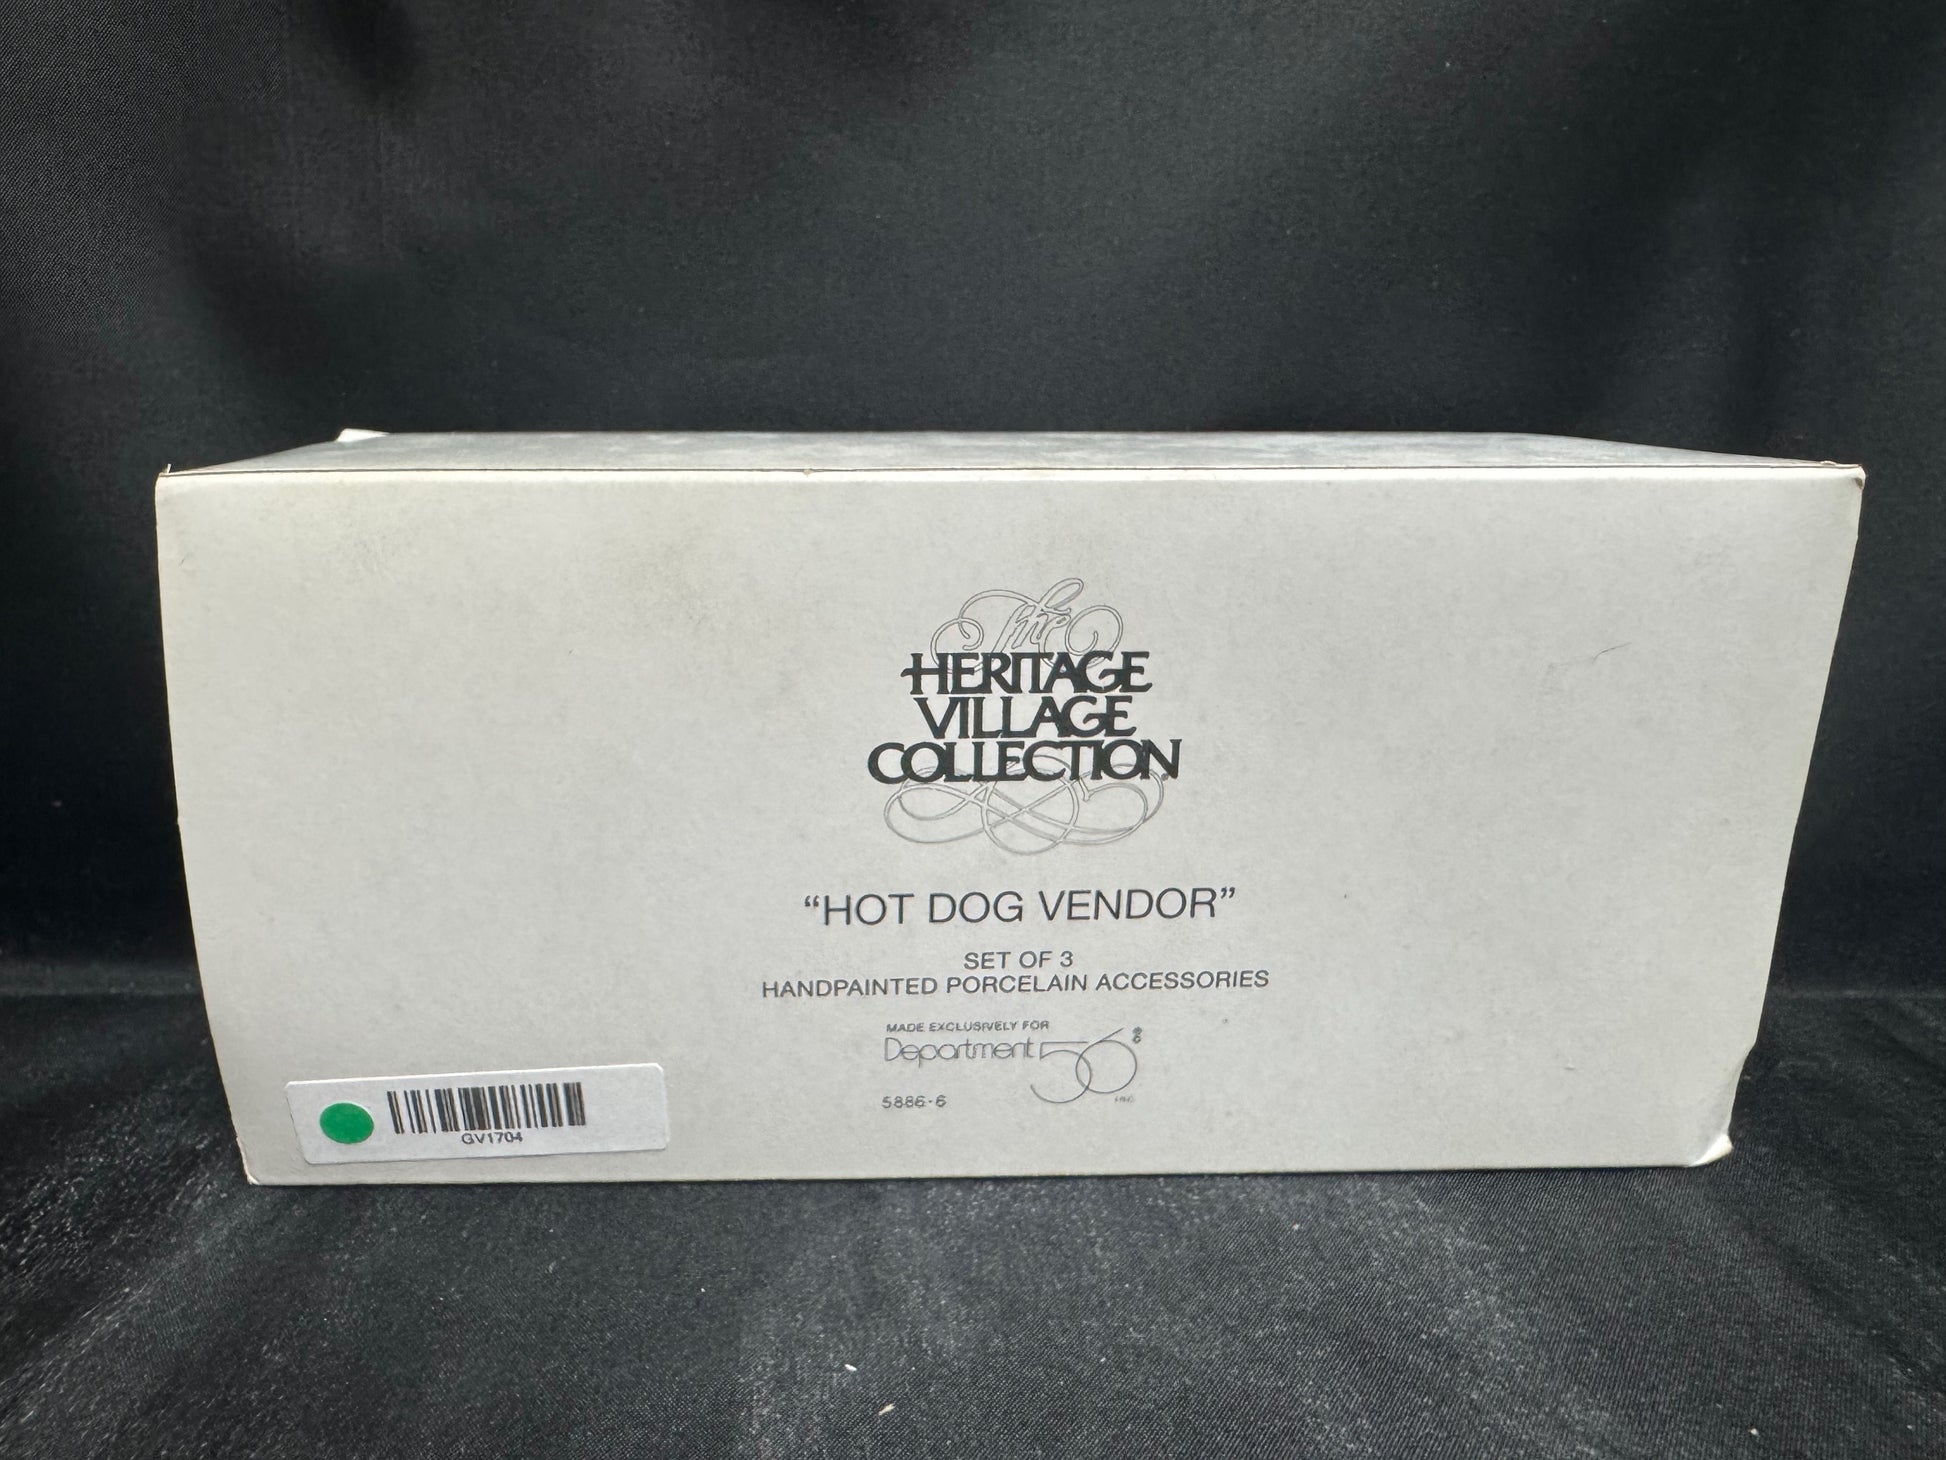 The
HERITAGE
VILLAGE
COLLECTION
“HOT DOG VENDOR”
SET OF 3
HANDPAINTED PORCELAIN ACCESSORIES
MADE EXCLUSIVELY FOR
Department 56®
INC.
5886-6
GV1704